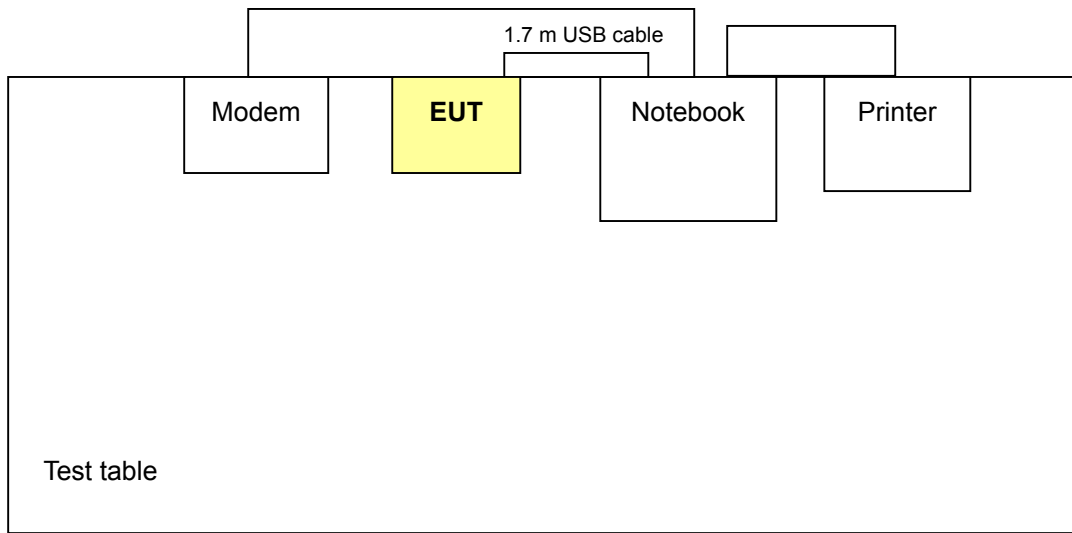 1.7 m USB cable
Modem
EUT
Notebook
Printer
Test table